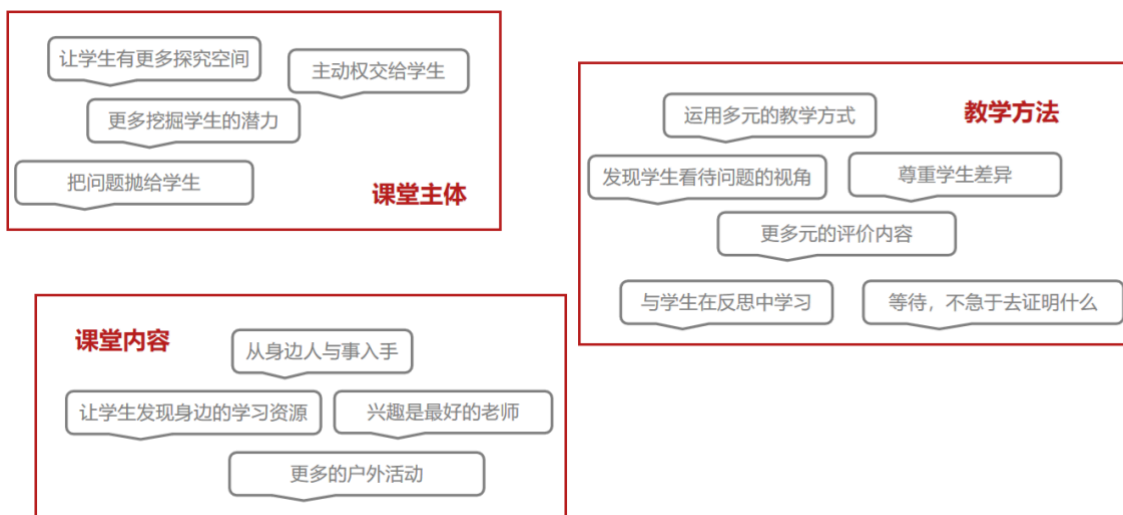 让学生有更多探究空间
主动权交给学生
更多挖掘学生的潜力
把问题抛给学生
课堂主体
运用多元的教学方式
教学方法
发现学生看待问题的视角
尊重学生差异
更多元的评价内容
与学生在反思中学习
等待，不急于去证明什么
课堂内容
从身边人与事入手
让学生发现身边的学习资源
兴趣是最好的老师
更多的户外活动